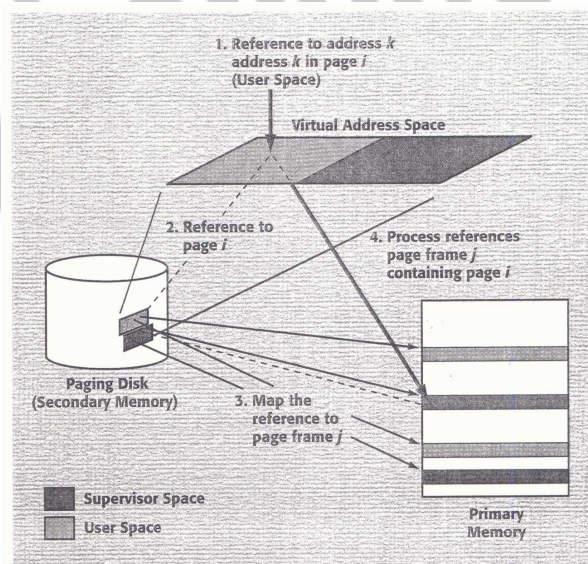 1. Reference to address k
address k in page i
(User Space)
Virtual Address Space
2. Reference to
page i
4. Process references
page frame j
containing page i
Paging Disk
(Secondary Memory)
3. Map the
reference to
page frame j
Supervisor Space
User Space
Primary
Memory